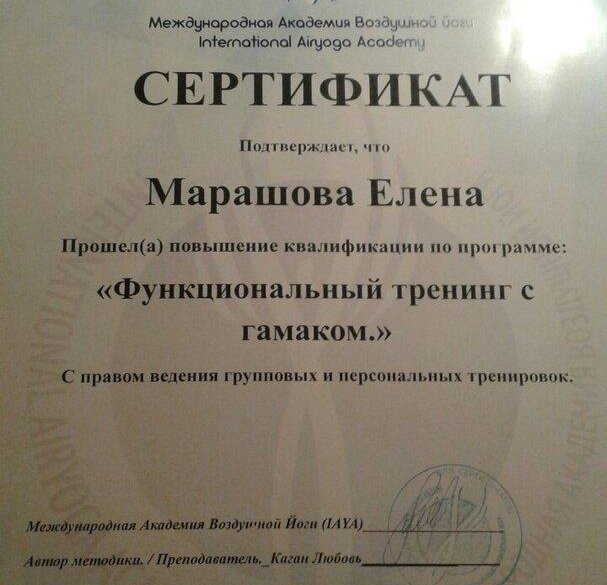 Международная Академия Воздушной йоги
International Airyoga Academy
СЕРТИФИКАТ
Подтверждает, что
Марашова Елена
Прошел(а) повышение квалификации по программе:
«Функциональный тренинг с
гамаком.»
С правом ведения групповых и персональных тренировок.
Международная Академия Воздушной Йоги (IAYA)
Автор методики. / Преподаватель._Каган Любовь